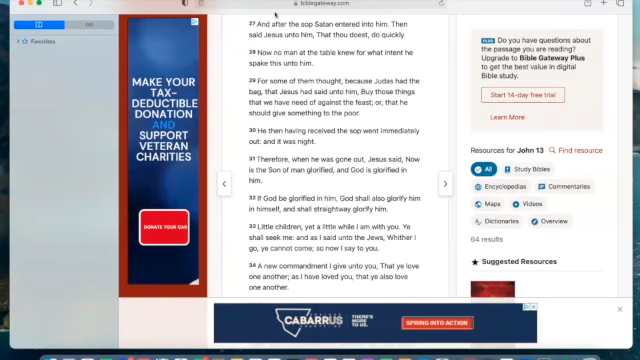 biblegateway.com
Favorites
MAKE YOUR
TAX-
DEDUCTIBLE
DONATION
AND
SUPPORT
VETERAN
CHARITIES
DONATE YOUR CAR
27 And after the sop Satan entered into him. Then
said Jesus unto him, That thou doest, do quickly.
28 Now no man at the table knew for what intent he
spake this unto him.
29 For some of them thought, because Judas had the
bag, that Jesus had said unto him, Buy those things
that we have need of against the feast; or, that he
should give something to the poor.
30 He then having received the sop went immediately
out: and it was night.
31 Therefore, when he was gone out, Jesus said, Now
is the Son of man glorified, and God is glorified in
him.
32 If God be glorified in him, God shall also glorify him
in himself, and shall straightway glorify him.
33 Little children, yet a little while I am with you. Ye
shall seek me: and as I said unto the Jews, Whither I
go, ye cannot come; so now I say to you.
34 A new commandment I give unto you, That ye love
one another; as I have loved you, that ye also love
one another.
PLUS Do you have questions about
the passage you are reading?
Upgrade to Bible Gateway Plus
to get the best value in digital
Bible study.
Start 14-day free trial
Learn More
Resources for John 13
Find resource
All
Study Bibles
Encyclopedias
Commentaries
Maps
Videos
Dictionaries
Overview
64 results
Suggested Resources
CABARRUS
THERE'S
MORE
TO US.
SPRING INTO ACTION